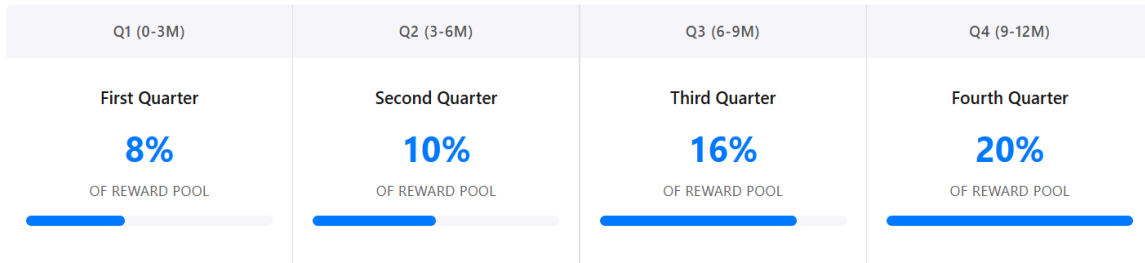 Q1 (0-3M)
Q2 (3-6M)
Q3 (6-9M)
Q4 (9-12M)
First Quarter
Second Quarter
Third Quarter
Fourth Quarter
8%
10%
16%
20%
OF REWARD POOL
OF REWARD POOL
OF REWARD POOL
OF REWARD POOL